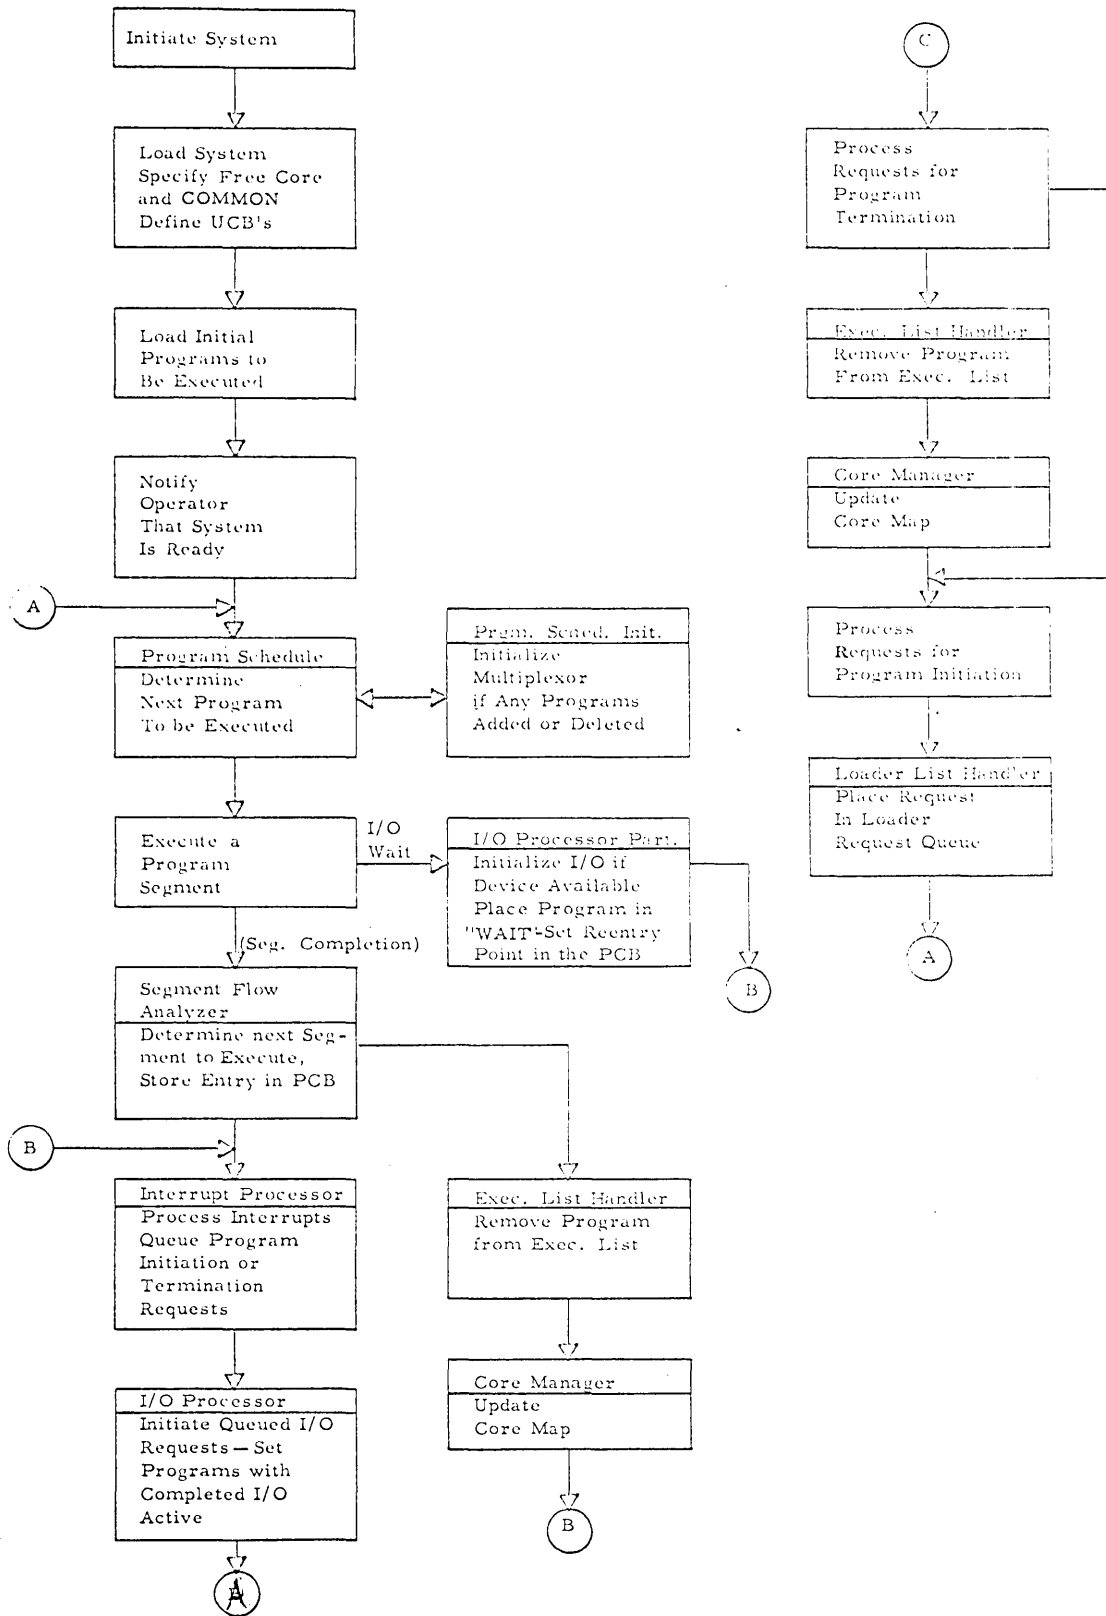 Initiate System
Load System
Specify Free Core
and COMMON
Define UCB's
Load Initial
Programs to
Be Executed
Notify
Operator
That System
Is Ready
A
Program Schedule
Determine
Next Program
To be Executed
Prgm. Sched. Init.
Initialize
Multiplexor
if Any Programs
Added or Deleted
Execute a
Program
Segment
I/O
Wait
I/O Processor Part.
Initialize I/O if
Device Available
Place Program in
"WAIT"-Set Reentry
Point in the PCB
B
(Seg. Completion)
Segment Flow
Analyzer
Determine next Seg-
ment to Execute,
Store Entry in PCB
B
Interrupt Processor
Process Interrupts
Queue Program
Initiation or
Termination
Requests
I/O Processor
Initiate Queued I/O
Requests — Set
Programs with
Completed I/O
Active
A
Exec. List Handler
Remove Program
from Exec. List
Core Manager
Update
Core Map
B
C
Process
Requests for
Program
Termination
Exec. List Handler
Remove Program
From Exec. List
Core Manager
Update
Core Map
Process
Requests for
Program Initiation
Loader List Handler
Place Request
In Loader
Request Queue
A